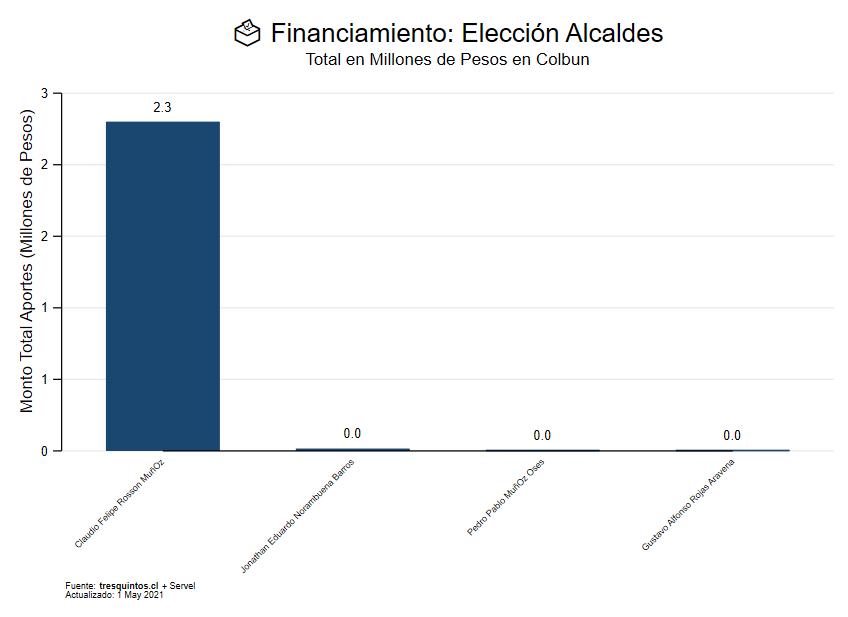 Financiamiento: Elección Alcaldes
Total en Millones de Pesos en Colbun
Monto Total Aportes (Millones de Pesos)
3
2
2
1
1
0
2.3
0.0
0.0
0.0
Claudio Felipe Rosson MuñOz
Jonathan Eduardo Norambuena Barros
Pedro Pablo MuñOz Oses
Gustavo Alfonso Rojas Aravena
Fuente: tresquintos.cl + Servel
Actualizado: 1 May 2021